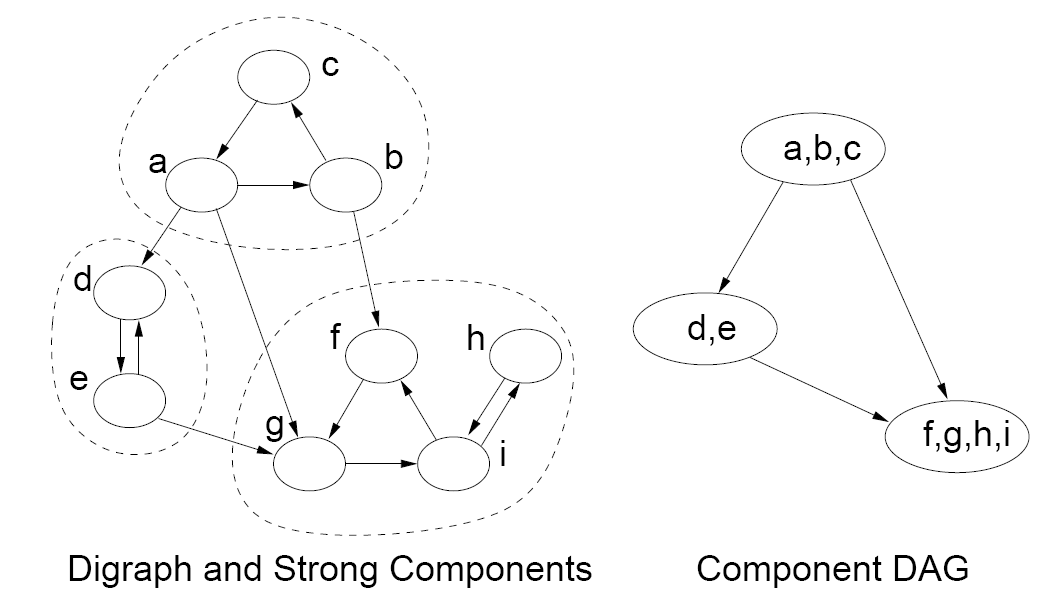 c
a
b
d
e
f
h
g
i
a,b,c
d,e
f,g,h,i
Digraph and Strong Components
Component DAG